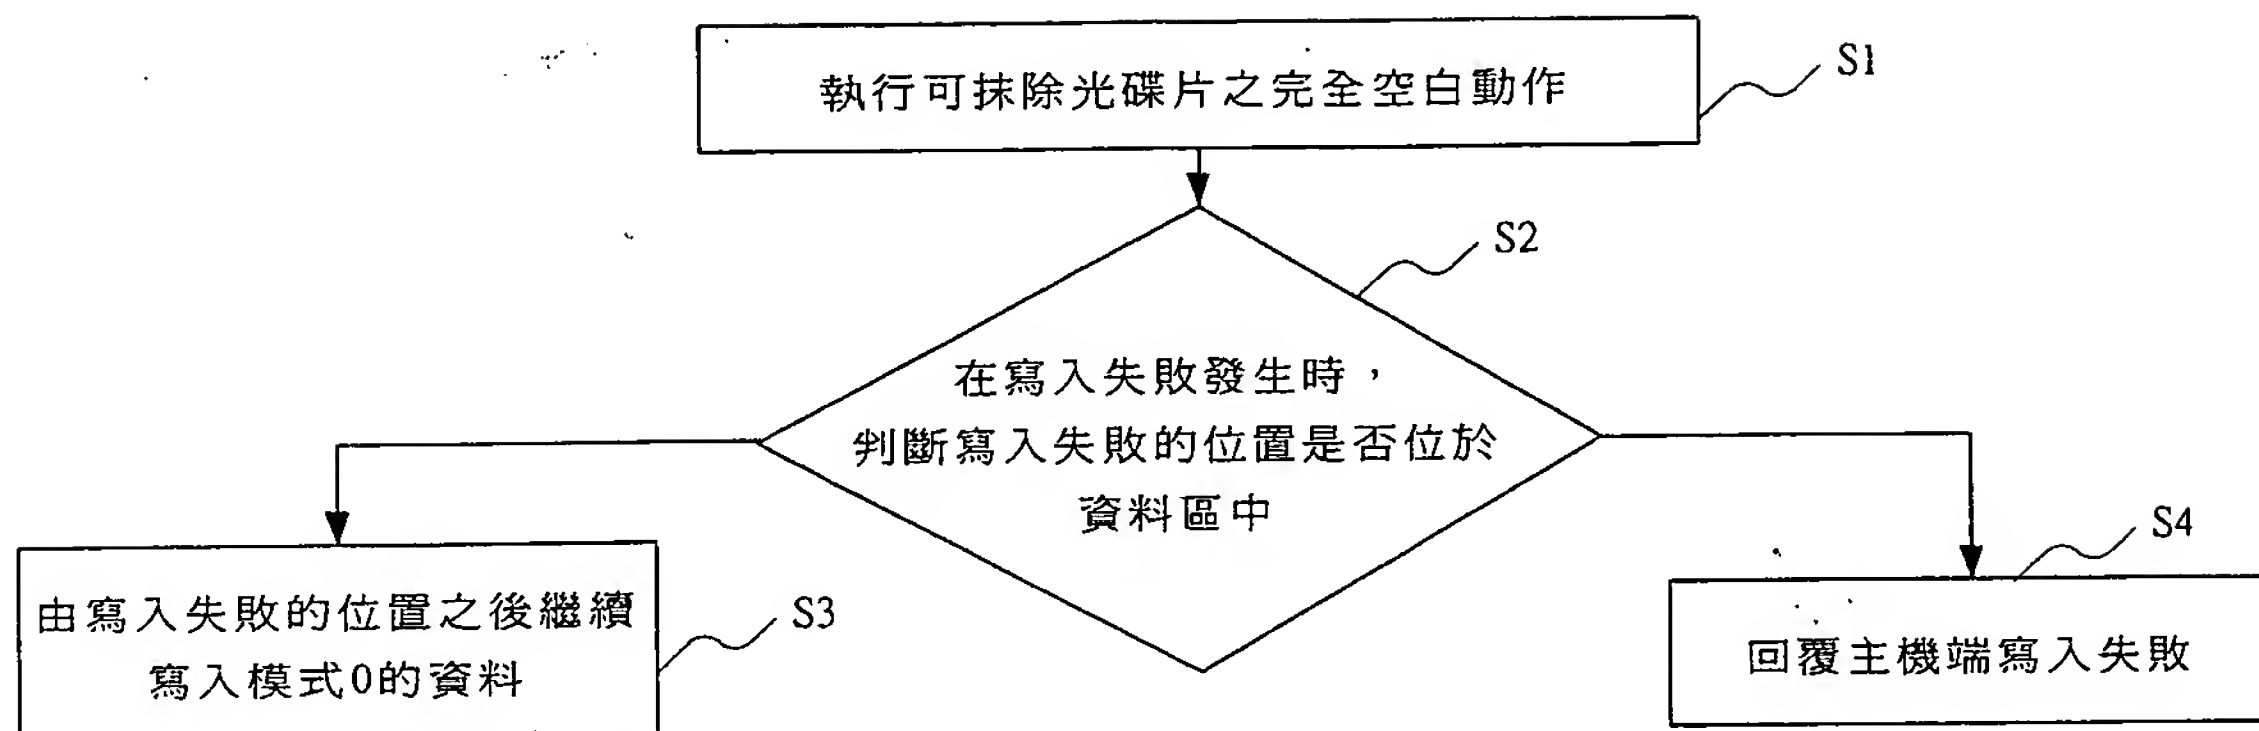 執行可抹除光碟片之完全空白動作
S1
S2
在寫入失敗發生時，
判斷寫入失敗的位置是否位於
資料區中
S4
由寫入失敗的位置之後繼續
寫入模式0的資料
S3
回覆主機端寫入失敗